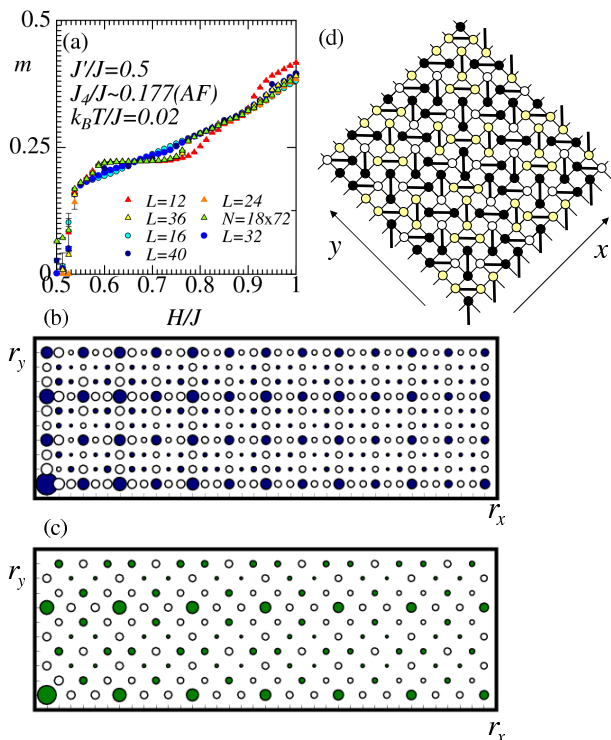 (a)
m
0.5
0.25
0
J'/J=0.5
J4/J~0.177(AF)
kBT/J=0.02
L=12 L=24
L=36 N=18x72
L=16 L=32
L=40
0.5 0.6 0.7 0.8 0.9 1
H/J
(d)
y x
(b)
ry
rx
(c)
ry
rx